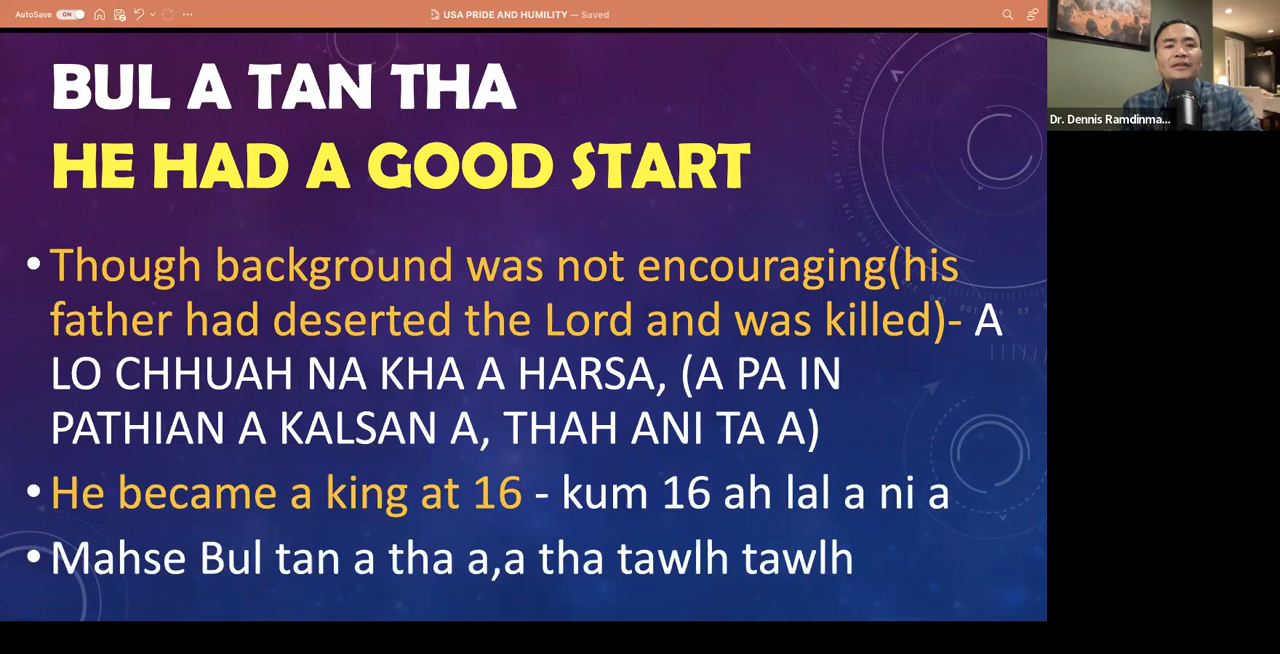 AutoSave ON USA PRIDE AND HUMILITY — Saved
BUL A TAN THA
HE HAD A GOOD START
• Though background was not encouraging(his
father had deserted the Lord and was killed)- A
LO CHHUAH NA KHA A HARSA, (A PA IN
PATHIAN A KALSAN A, THAH ANI TA A)
• He became a king at 16 - kum 16 ah lal a ni a
• Mahse Bul tan a tha a,a tha tawlh tawlh
Dr. Dennis Ramdinma...